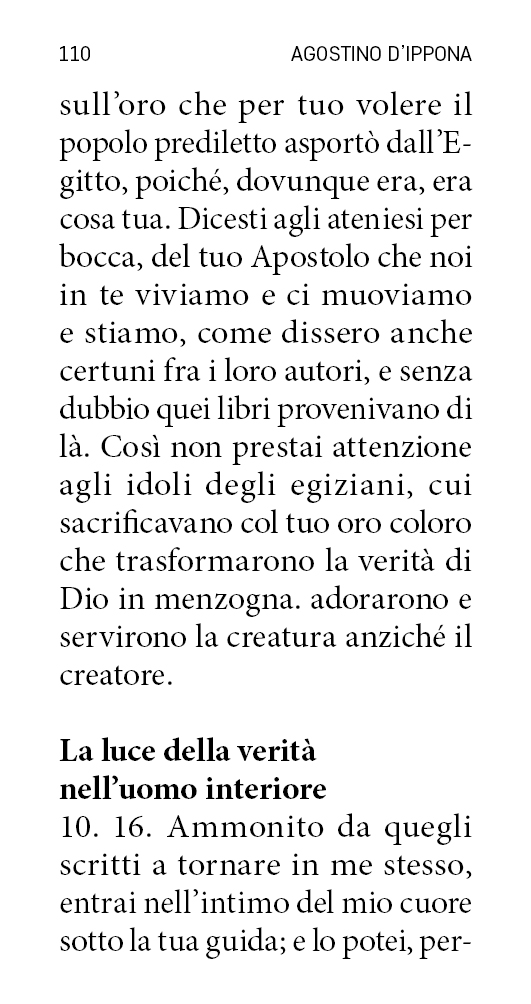 110 AGOSTINO D'IPPONA
sull'oro che per tuo volere il
popolo prediletto asportò dall'E-
gitto, poiché, dovunque era, era
cosa tua. Dicesti agli ateniesi per
bocca, del tuo Apostolo che noi
in te viviamo e ci muoviamo
e stiamo, come dissero anche
certuni fra i loro autori, e senza
dubbio quei libri provenivano di
là. Così non prestai attenzione
agli idoli degli egiziani, cui
sacrificavano col tuo oro coloro
che trasformarono la verità di
Dio in menzogna. adorarono e
servirono la creatura anziché il
creatore.
La luce della verità
nell'uomo interiore
10. 16. Ammonito da quegli
scritti a tornare in me stesso,
entrai nell'intimo del mio cuore
sotto la tua guida; e lo potei, per-